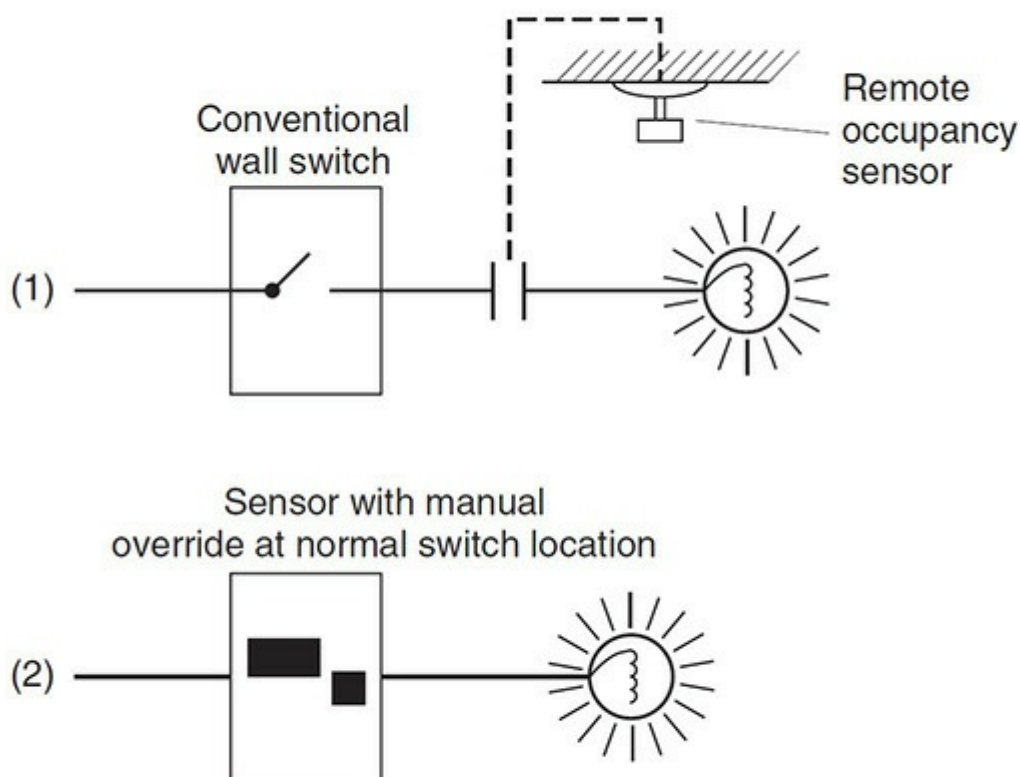 Conventional
wall switch
Remote
occupancy
sensor
(1)
Sensor with manual
override at normal switch location
(2)